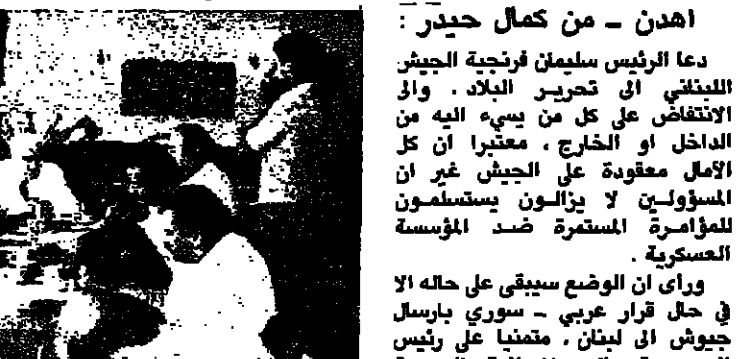 اهدن ــ من كمال حيدر :
دعا الرئيس سليمان فرنجية الجيش
اللبناني الى تحرير البلاد . والى
الانتفاض على كل من يسيء اليه من
الداخل او الخارج ، معتبرا ان كل
الآمال معقودة على الجيش غير ان
المسؤولين لا يزالون يستسلمون
للمؤامرة المستمرة ضد المؤسسة
العسكرية .
ورأى ان الوضع سيبقى على حاله الا
في حال قرار عربي ــ سوري بارسال
جيوش الى لبنان ، متمنيا على رئيس